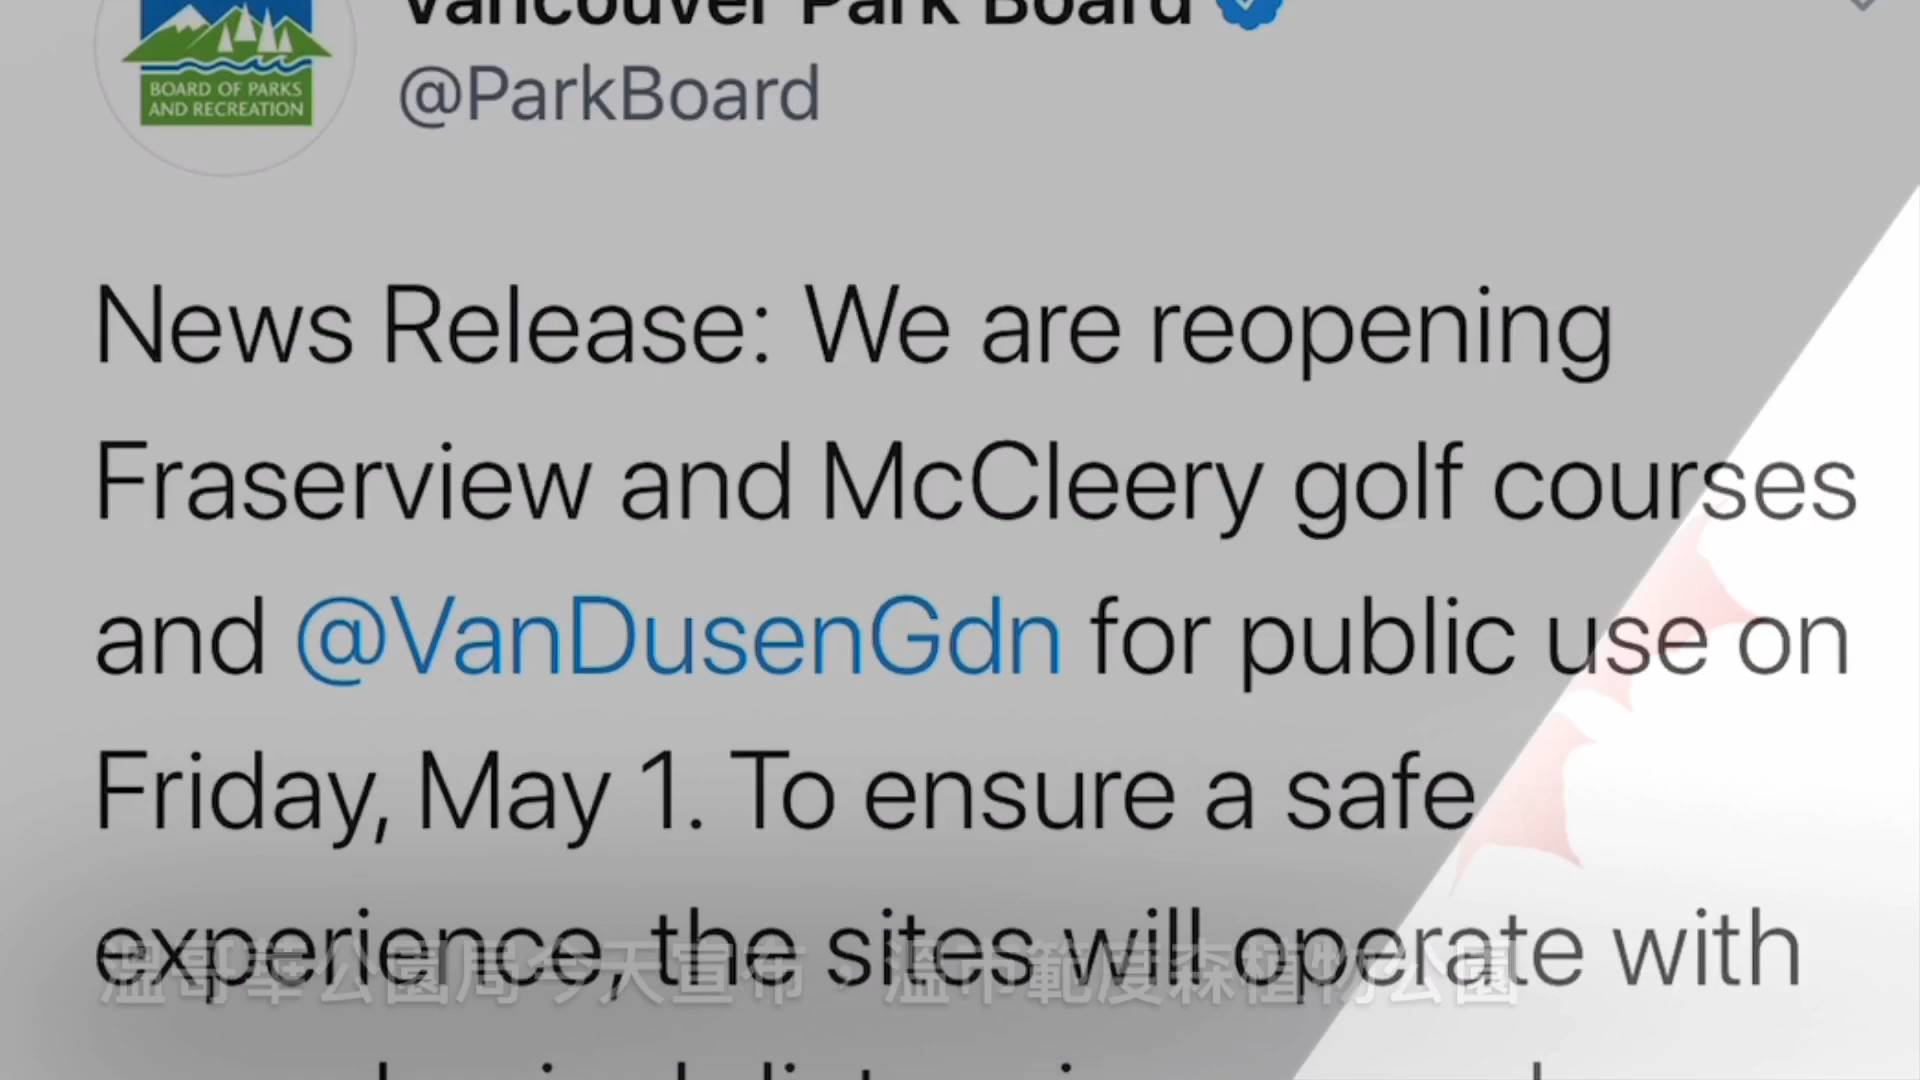 Vancouver Park Board
@ParkBoard
BOARD OF PARKS
AND RECREATION
News Release: We are reopening
Fraserview and McCleery golf courses
and @VanDusenGdn for public use on
Friday, May 1. To ensure a safe
experience, the sites will operate with
溫哥華公園局今天宣布，溫市範度森植物公園